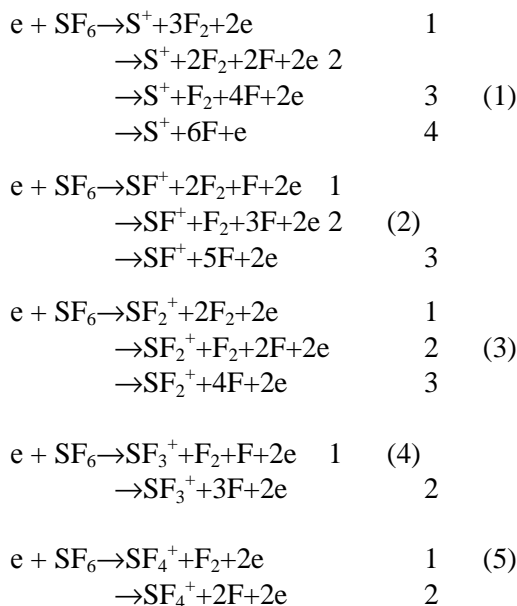 e + SF₆→S⁺+3F₂+2e 1
→S⁺+2F₂+2F+2e 2
→S⁺+F₂+4F+2e 3 (1)
→S⁺+6F+e 4
e + SF₆→SF⁺+2F₂+F+2e 1
→SF⁺+F₂+3F+2e 2 (2)
→SF⁺+5F+2e 3
e + SF₆→SF₂⁺+2F₂+2e 1
→SF₂⁺+F₂+2F+2e 2 (3)
→SF₂⁺+4F+2e 3
e + SF₆→SF₃⁺+F₂+F+2e 1 (4)
→SF₃⁺+3F+2e 2
e + SF₆→SF₄⁺+F₂+2e 1 (5)
→SF₄⁺+2F+2e 2